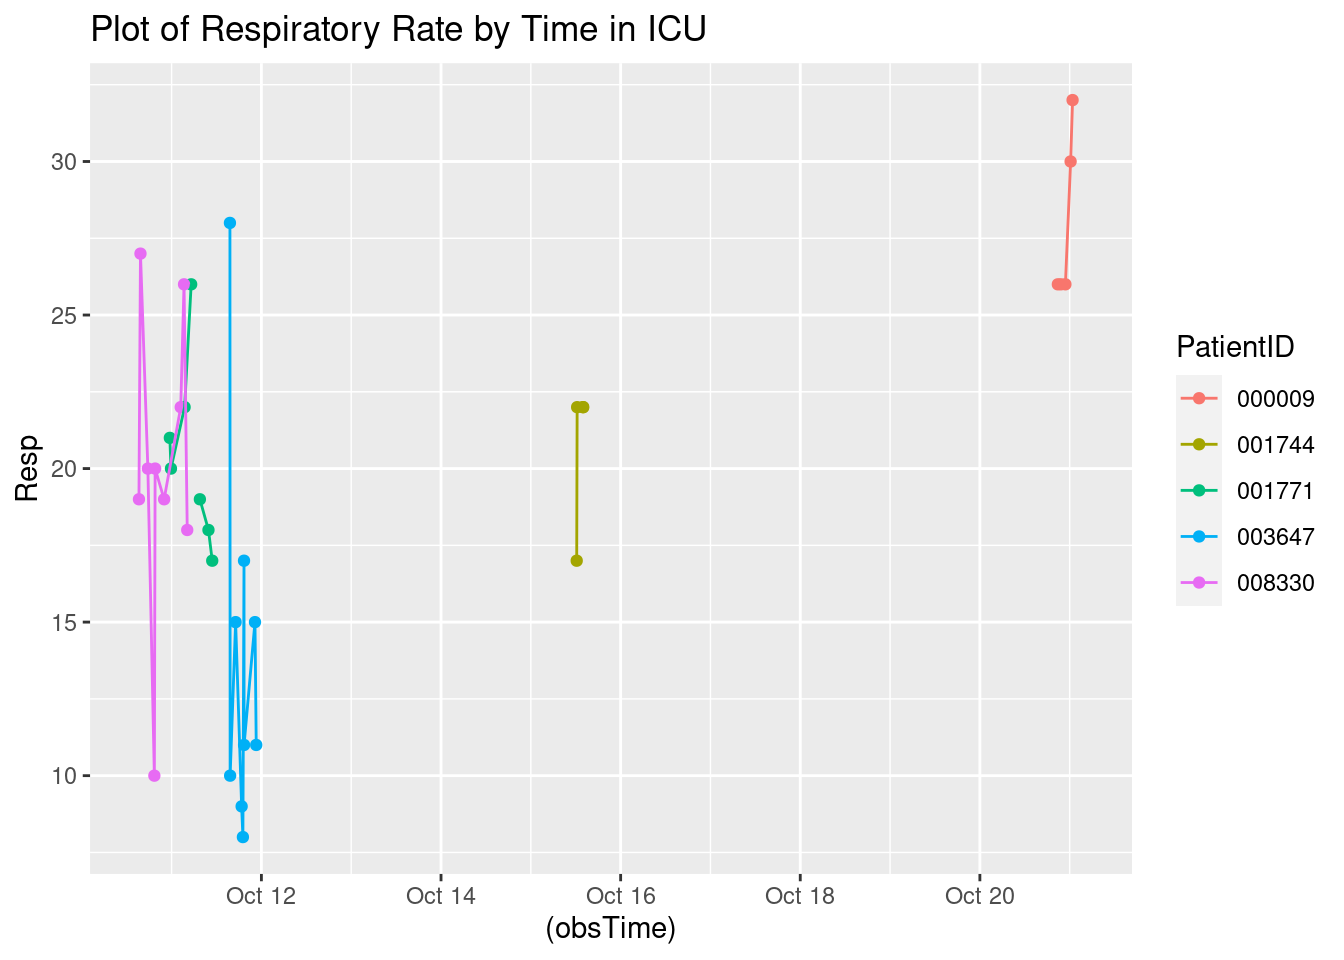 Plot of Respiratory Rate by Time in ICU
30
25
20
15
10
Resp
Oct 12
Oct 14
Oct 16
Oct 18
Oct 20
(obsTime)
PatientID
000009
001744
001771
003647
008330